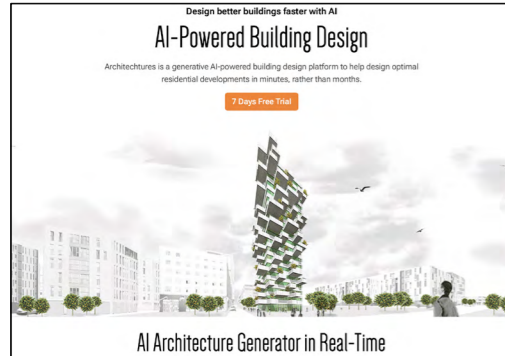 Design better buildings faster with AI
AI-Powered Building Design
Architechtures is a generative AI-powered building design platform to help design optimal
residential developments in minutes, rather than months.
7 Days Free Trial
AI Architecture Generator in Real-Time